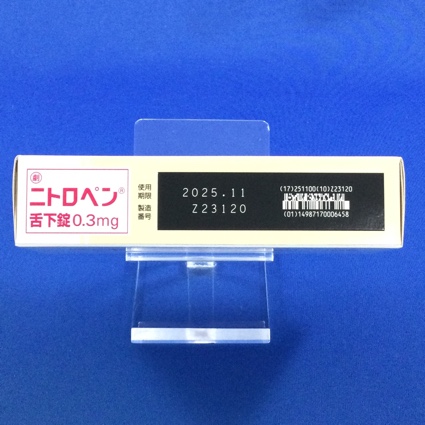 劇
ニトロペン®
舌下錠0.3mg
使用
期限
2025.11
製造
番号
Z23120
(17)251100(10)Z23120
(01)14987170006458